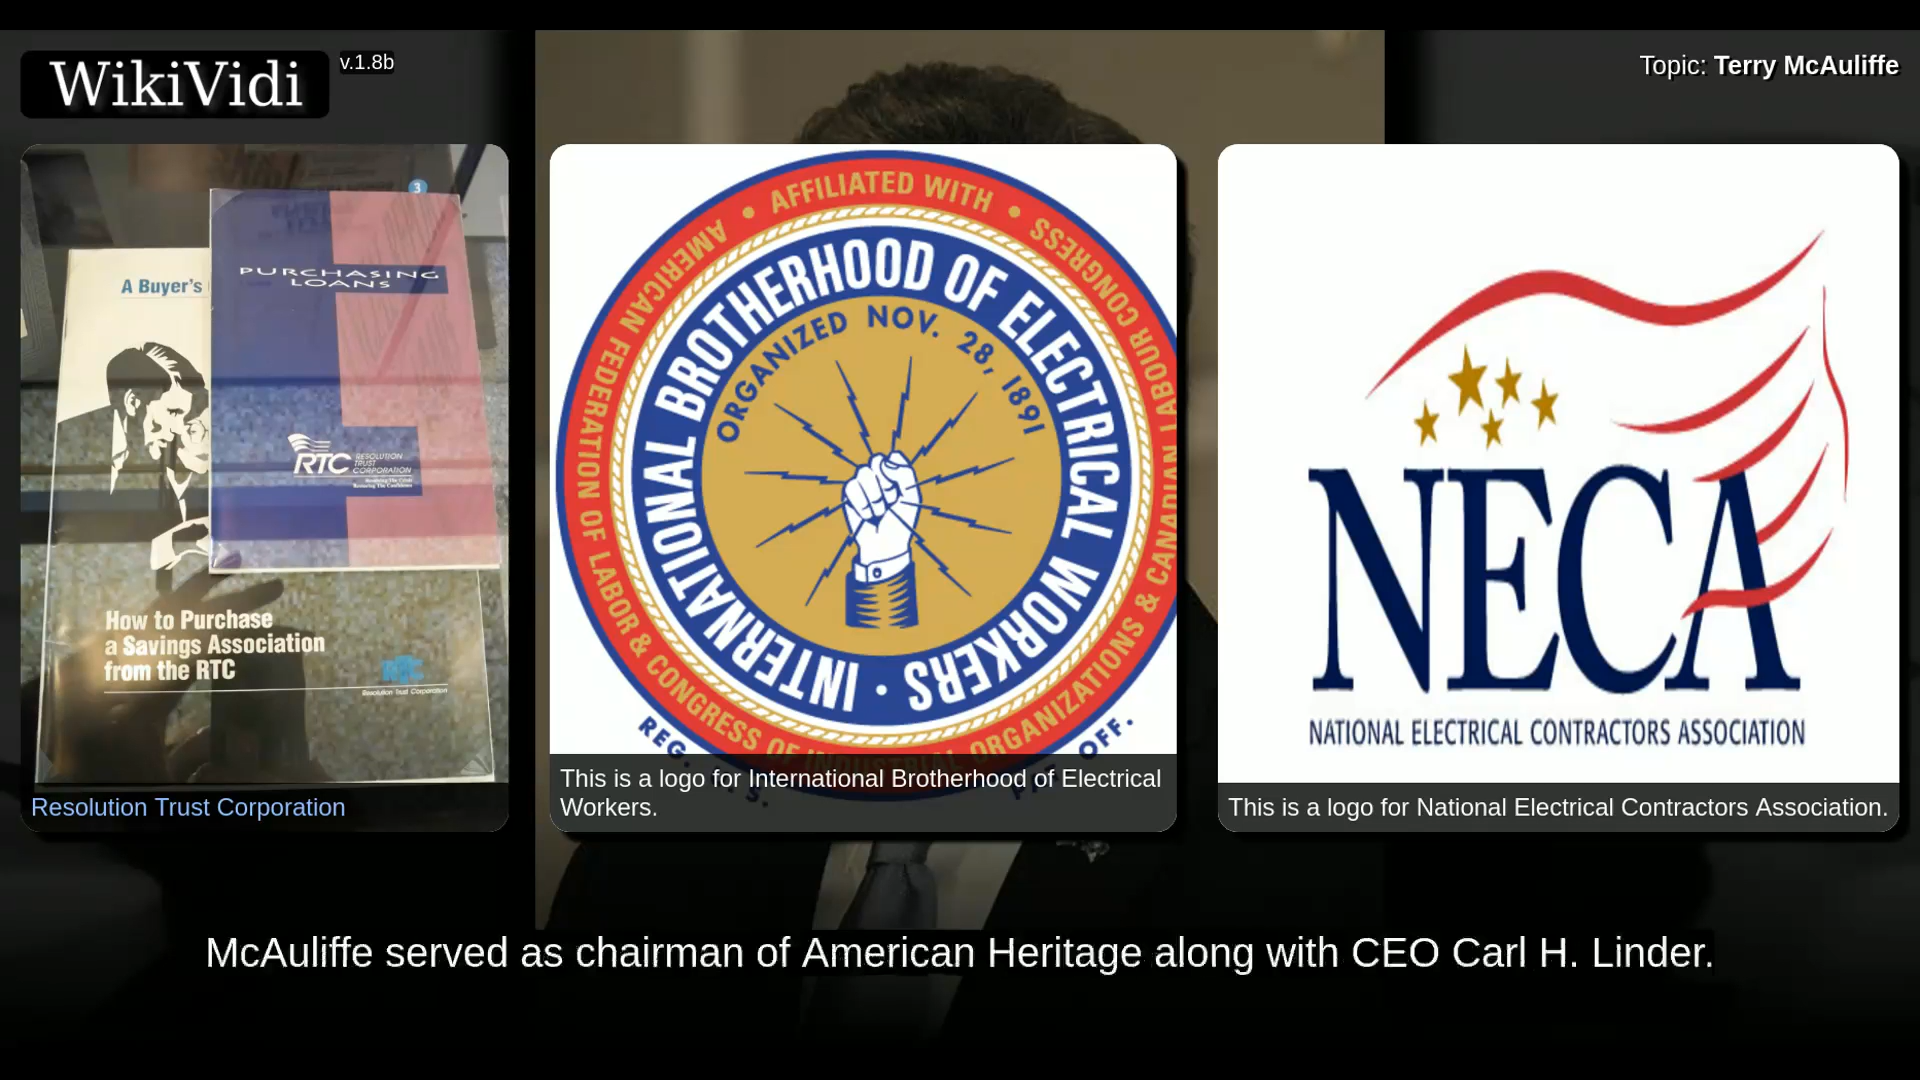 WikiVidi
v.1.8b
Topic: Terry McAuliffe
3
A Buyer's
PURCHASING
LOANS
RTC
RESOLUTION
TRUST
CORPORATION
How to Purchase
a Savings Association
from the RTC
Resolution Trust Corporation
Resolution Trust Corporation
AMERICAN FEDERATION OF LABOR & CONGRESS OF INDUSTRIAL ORGANIZATIONS & CANADIAN LABOUR CONGRESS • AFFILIATED WITH •
INTERNATIONAL BROTHERHOOD OF ELECTRICAL WORKERS •
ORGANIZED NOV. 28, 1891
REG. S. PAT. OFF.
This is a logo for International Brotherhood of Electrical
Workers.
NECA
NATIONAL ELECTRICAL CONTRACTORS ASSOCIATION
This is a logo for National Electrical Contractors Association.
McAuliffe served as chairman of American Heritage along with CEO Carl H. Linder.